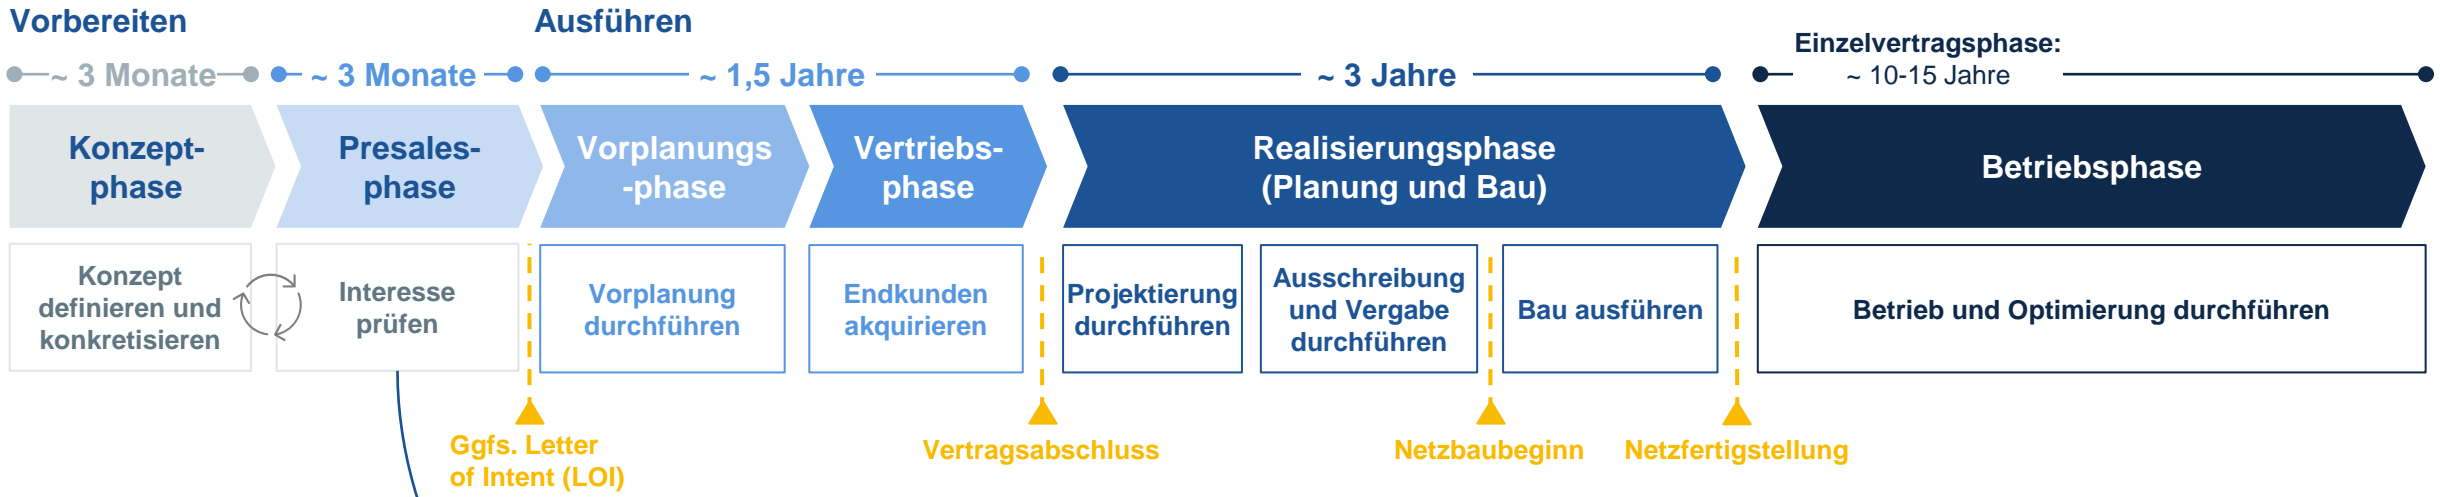 Vorbereiten
Ausführen
~ 3 Monate
~ 3 Monate
~ 1,5 Jahre
~ 3 Jahre
Einzelvertragsphase:
~ 10-15 Jahre
Konzept-
phase
Presales-
phase
Vorplanungs
-phase
Vertriebs-
phase
Realisierungsphase
(Planung und Bau)
Betriebsphase
Konzept
definieren und
konkretisieren
Interesse
prüfen
Vorplanung
durchführen
Endkunden
akquirieren
Projektierung
durchführen
Ausschreibung
und Vergabe
durchführen
Bau ausführen
Betrieb und Optimierung durchführen
Ggfs. Letter
of Intent (LOI)
Vertragsabschluss
Netzbaubeginn
Netzfertigstellung